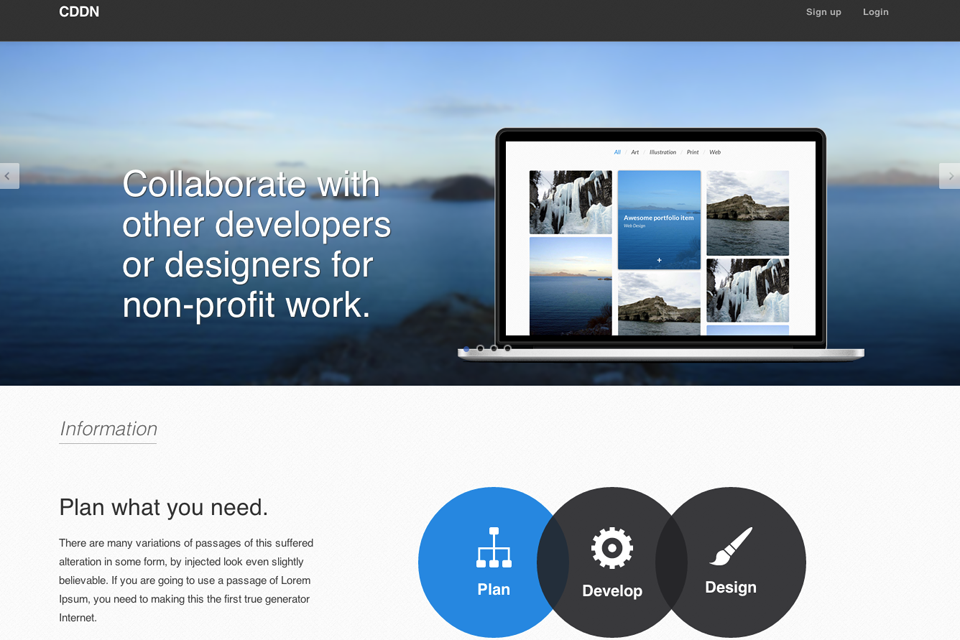 CDDN
Sign up
Login
Collaborate with
other developers
or designers for
non-profit work.
All / Art / Illustration / Print / Web
Awesome portfolio item
Web Design
Information
Plan what you need.
There are many variations of passages of this suffered
alteration in some form, by injected look even slightly
believable. If you are going to use a passage of Lorem
Ipsum, you need to making this the first true generator
Internet.
Plan
Develop
Design